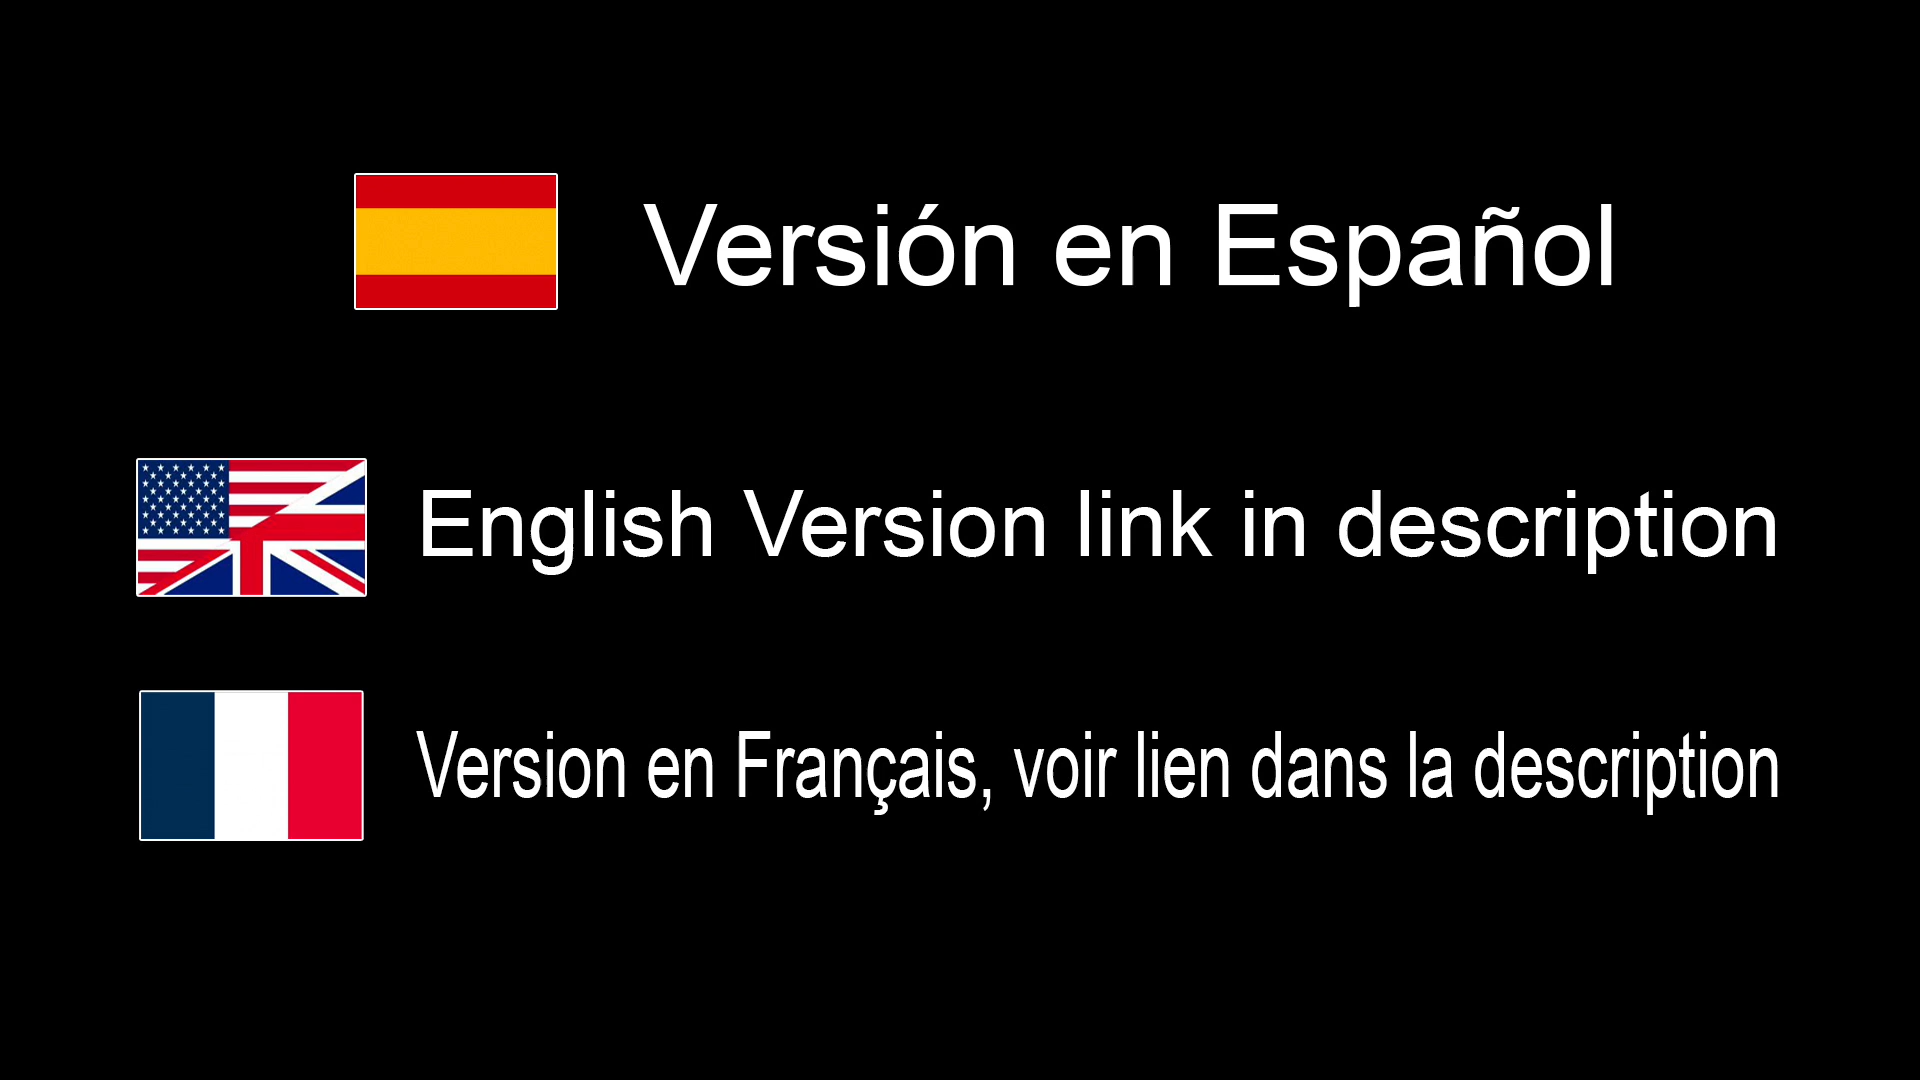 Versión en Español
English Version link in description
Version en Français, voir lien dans la description